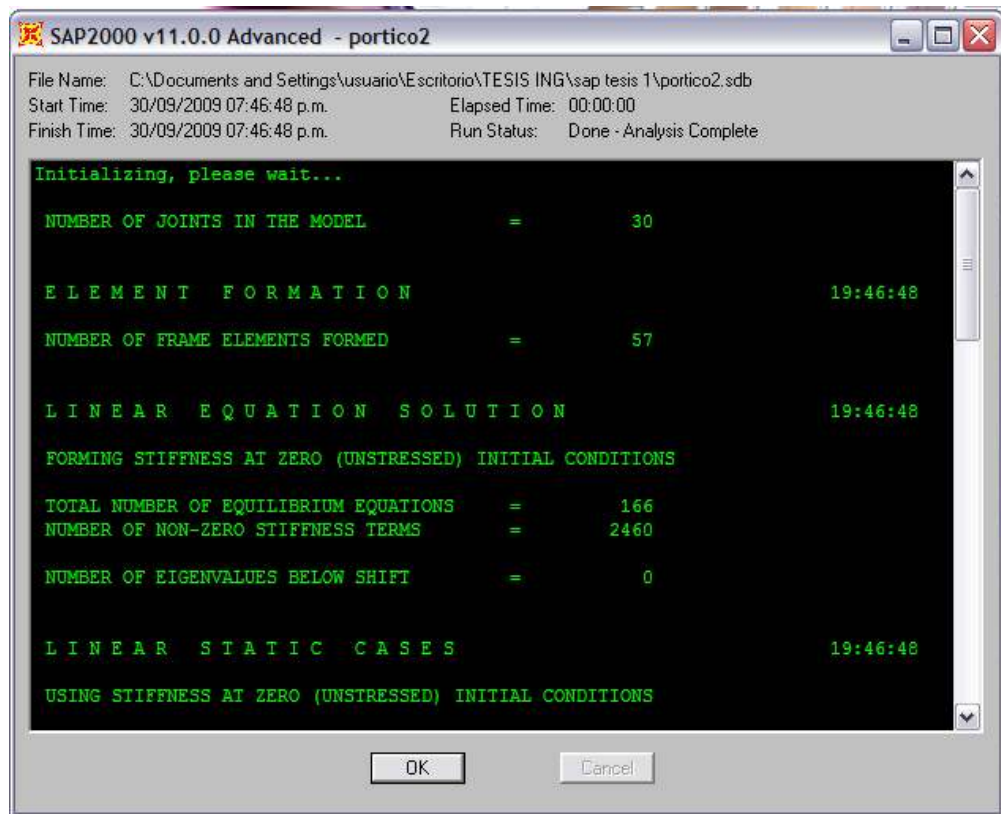 SAP2000 v11.0.0 Advanced - portico2
File Name: C:\Documents and Settings\usuario\Escritorio\TESIS ING\sap tesis 1\portico2.sdb
Start Time: 30/09/2009 07:46:48 p.m. Elapsed Time: 00:00:00
Finish Time: 30/09/2009 07:46:48 p.m. Run Status: Done - Analysis Complete
Initializing, please wait...
NUMBER OF JOINTS IN THE MODEL = 30
E L E M E N T F O R M A T I O N 19:46:48
NUMBER OF FRAME ELEMENTS FORMED = 57
L I N E A R E Q U A T I O N S O L U T I O N 19:46:48
FORMING STIFFNESS AT ZERO (UNSTRESSED) INITIAL CONDITIONS
TOTAL NUMBER OF EQUILIBRIUM EQUATIONS = 166
NUMBER OF NON-ZERO STIFFNESS TERMS = 2460
NUMBER OF EIGENVALUES BELOW SHIFT = 0
L I N E A R S T A T I C C A S E S 19:46:48
USING STIFFNESS AT ZERO (UNSTRESSED) INITIAL CONDITIONS
OK Cancel